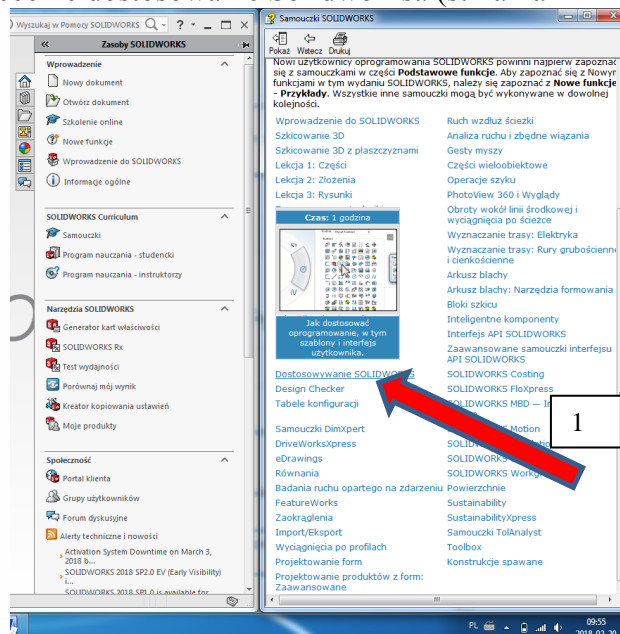 Wyszukaj w Pomocy SOLIDWORKS
Zasoby SOLIDWORKS
Wprowadzenie
Nowy dokument
Otwórz dokument
Szkolenie online
Nowe funkcje
Wprowadzenie do SOLIDWORKS
Informacje ogólne
SOLIDWORKS Curriculum
Samouczki
Program nauczania - studencki
Program nauczania - instruktorzy
Narzędzia SOLIDWORKS
Generator kart właściwości
SOLIDWORKS Rx
Test wydajności
Porównaj mój wynik
Kreator kopiowania ustawień
Moje produkty
Społeczność
Portal klienta
Grupy użytkowników
Forum dyskusyjne
Alerty techniczne i nowości
Activation System Downtime on March 3,
2018 b...
SOLIDWORKS 2018 SP2.0 EV (Early Visibility)
i...
SOLIDWORKS 2018 SP1.0 is available for
Samouczki SOLIDWORKS
Pokaż Wstecz Drukuj
Nowi użytkownicy oprogramowania SOLIDWORKS powinni najpierw zapoznać
się z samouczkami w części Podstawowe funkcje. Aby zapoznać się z Nowym
funkcjami w tym wydaniu SOLIDWORKS, należy się zapoznać z Nowe funkcje
- Przykłady. Wszystkie inne samouczki mogą być wykonywane w dowolnej
kolejności.
Wprowadzenie do SOLIDWORKS
Szkicowanie 3D
Szkicowanie 3D z płaszczyznami
Lekcja 1: Części
Lekcja 2: Złożenia
Lekcja 3: Rysunki
Czas: 1 godzina
Jak dostosować
oprogramowanie, w tym
szablony i interfejs
użytkownika.
Dostosowywanie SOLIDWORKS
Design Checker
Tabele konfiguracji
Samouczki DimXpert
DriveWorksXpress
eDrawings
Równania
Badania ruchu opartego na zdarzeniu
FeatureWorks
Zaokrąglenia
Import/Eksport
Wyciągnięcia po profilach
Projektowanie form
Projektowanie produktów z form:
Zaawansowane
Ruch wzdłuż ścieżki
Analiza ruchu i zbędne wiązania
Gesty myszy
Części wieloobiektowe
Operacje szyku
PhotoView 360 i Wyglądy
Obroty wokół linii środkowej i
wyciągnięcia po ścieżce
Wyznaczanie trasy: Elektryka
Wyznaczanie trasy: Rury grubościenne
i cienkościenne
Arkusz blachy
Arkusz blachy: Narzędzia formowania
Bloki szkicu
Inteligentne komponenty
Interfejs API SOLIDWORKS
Zaawansowane samouczki interfejsu
API SOLIDWORKS
SOLIDWORKS Costing
SOLIDWORKS FloXpress
SOLIDWORKS MBD —
Motion
SOLIDWORKS
SOLIDWORKS
Powierzchnie
Sustainability
SustainabilityXpress
Samouczki TolAnalyst
Toolbox
Konstrukcje spawane
1
PL
09:55